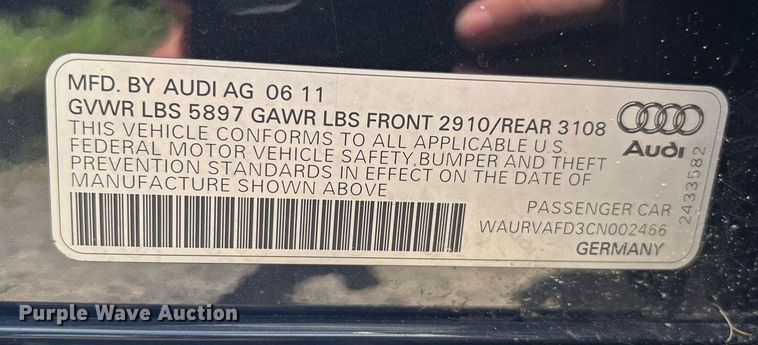 MFD. BY AUDI AG 06 11
GVWR LBS 5897 GAWR LBS FRONT 2910/REAR 3108
THIS VEHICLE CONFORMS TO ALL APPLICABLE U.S.
FEDERAL MOTOR VEHICLE SAFETY,BUMPER AND THEFT
PREVENTION STANDARDS IN EFFECT ON THE DATE OF
MANUFACTURE SHOWN ABOVE
Audi
2433582
PASSENGER CAR
WAURVAFD3CN002466
GERMANY
Purple Wave Auction